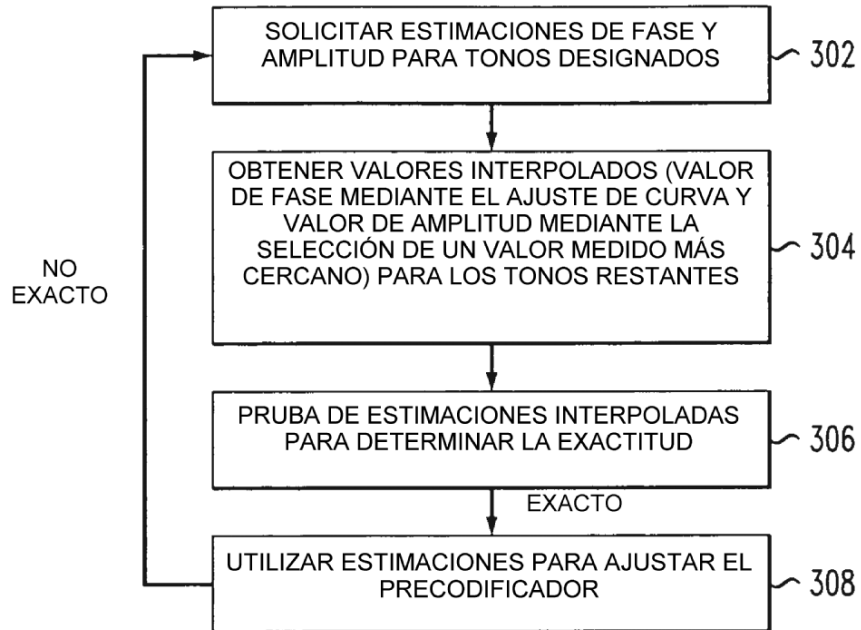 SOLICITAR ESTIMACIONES DE FASE Y
AMPLITUD PARA TONOS DESIGNADOS
302
OBTENER VALORES INTERPOLADOS (VALOR
DE FASE MEDIANTE EL AJUSTE DE CURVA Y
VALOR DE AMPLITUD MEDIANTE LA
SELECCIÓN DE UN VALOR MEDIDO MÁS
CERCANO) PARA LOS TONOS RESTANTES
304
NO
EXACTO
PRUBA DE ESTIMACIONES INTERPOLADAS
PARA DETERMINAR LA EXACTITUD
306
EXACTO
UTILIZAR ESTIMACIONES PARA AJUSTAR EL
PRECODIFICADOR
308